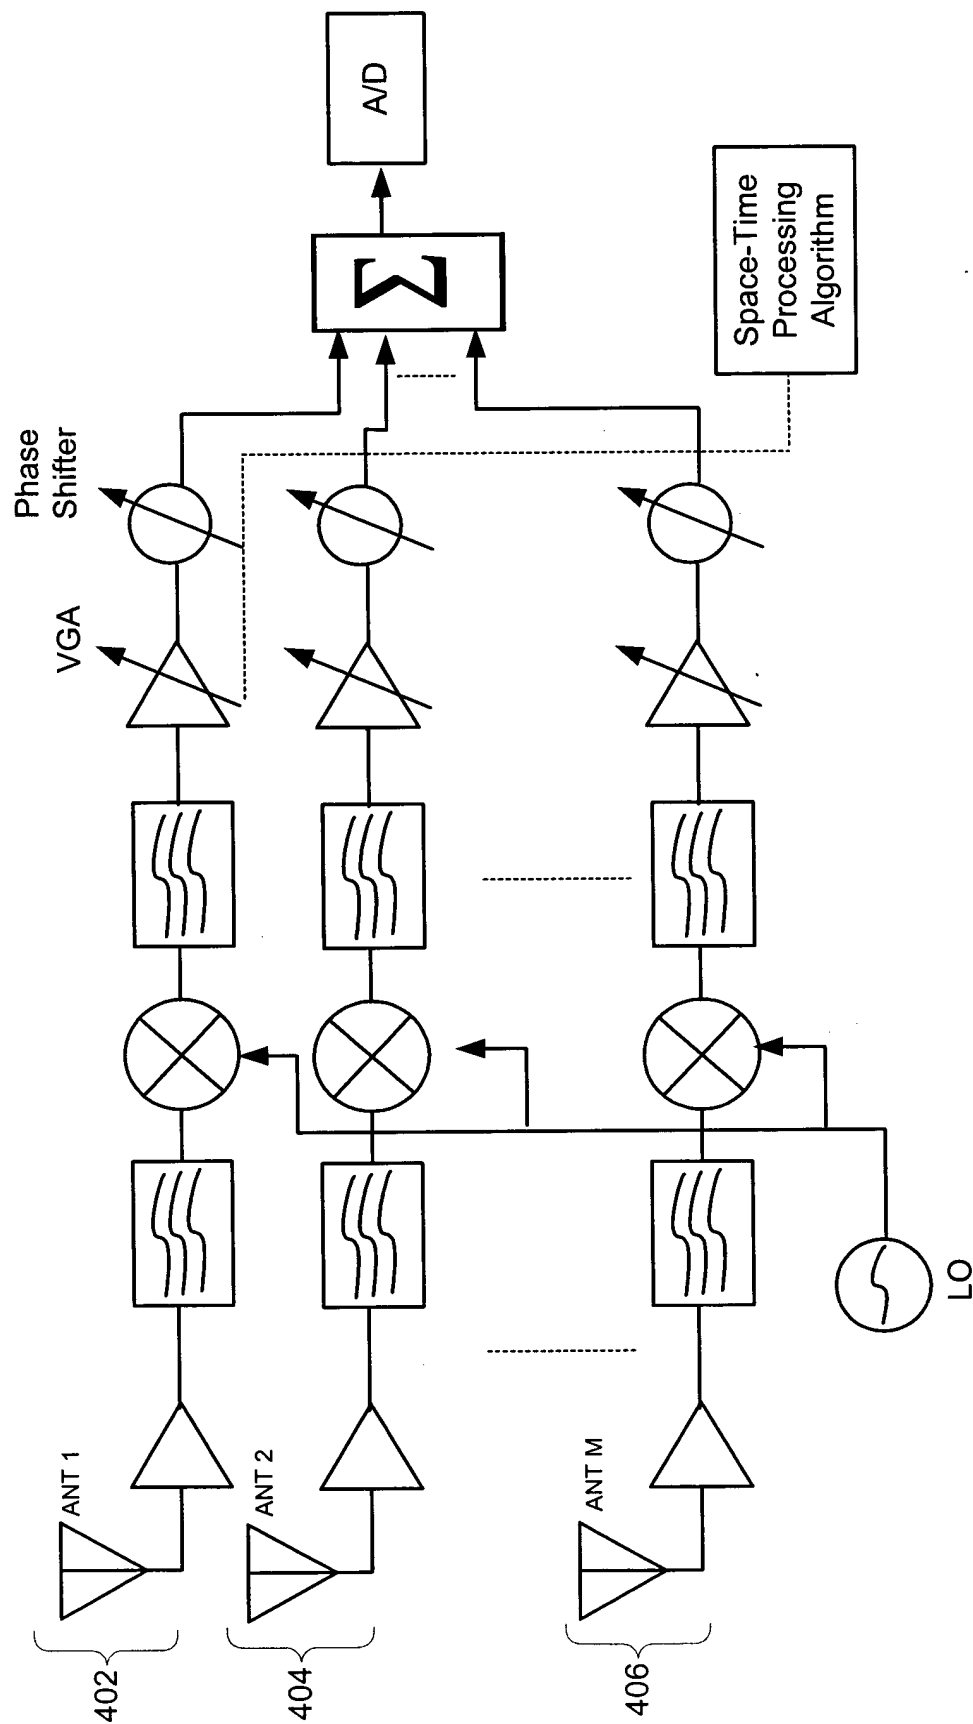 402
ANT 1
VGA
Phase
Shifter
404
ANT 2
Σ
A/D
406
ANT M
LO
Space-Time
Processing
Algorithm